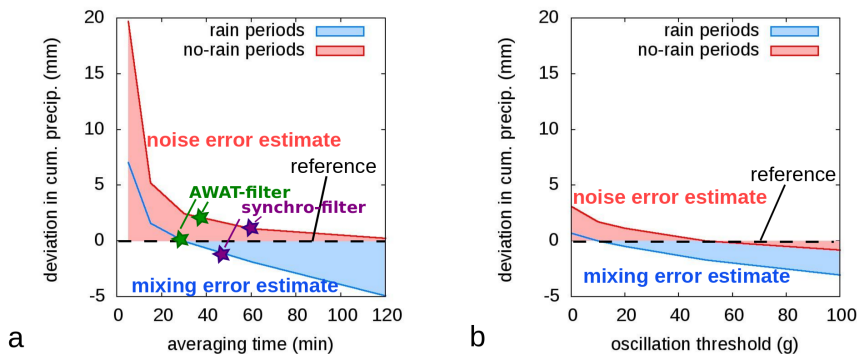 rain periods
no-rain periods
deviation in cum. precip. (mm)
20
15
10
5
0
-5
noise error estimate
reference
AWAT-filter
synchro-filter
mixing error estimate
0 20 40 60 80 100 120
averaging time (min)
a
rain periods
no-rain periods
deviation in cum. precip. (mm)
20
15
10
5
0
-5
reference
noise error estimate
mixing error estimate
0 20 40 60 80 100
oscillation threshold (g)
b